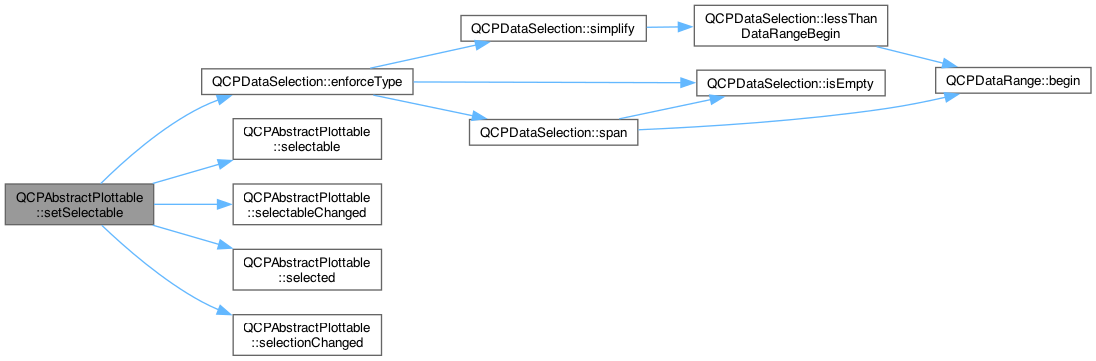 QCPAbstractPlottable
::setSelectable
QCPDataSelection::enforceType
QCPDataSelection::simplify
QCPDataSelection::lessThan
DataRangeBegin
QCPDataRange::begin
QCPDataSelection::isEmpty
QCPDataSelection::span
QCPAbstractPlottable
::selectable
QCPAbstractPlottable
::selectableChanged
QCPAbstractPlottable
::selected
QCPAbstractPlottable
::selectionChanged